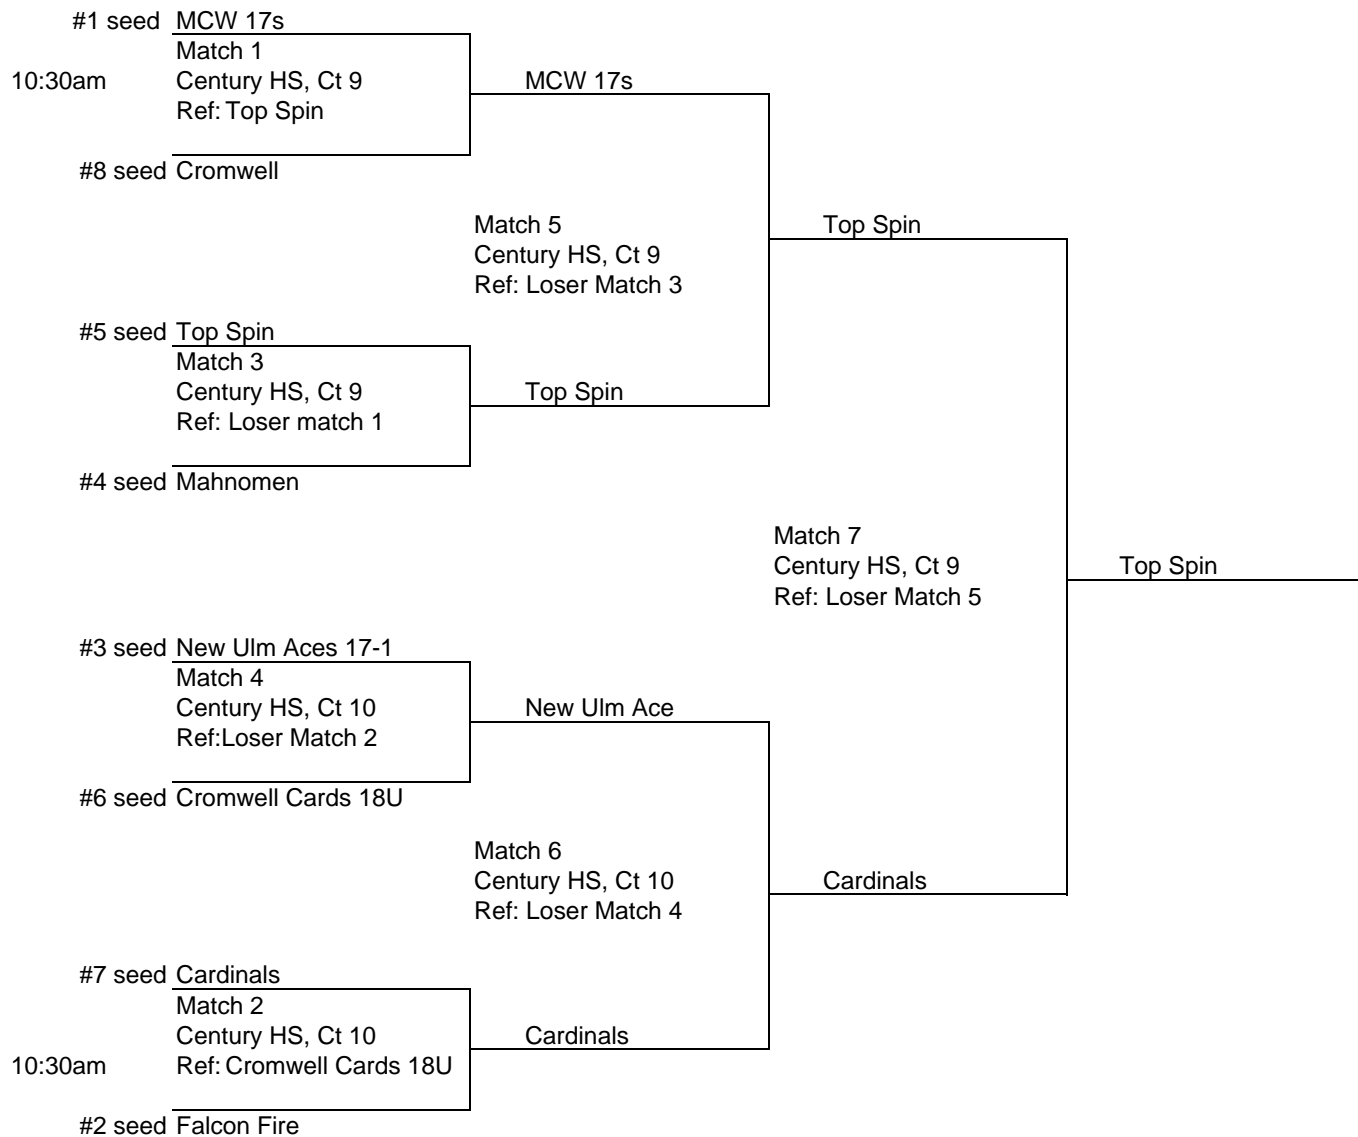 #1 seed MCW 17s
Match 1
10:30am Century HS, Ct 9 MCW 17s
Ref: Top Spin
#8 seed Cromwell
Match 5 Top Spin
Century HS, Ct 9
Ref: Loser Match 3
#5 seed Top Spin
Match 3
Century HS, Ct 9 Top Spin
Ref: Loser match 1
#4 seed Mahnomen
Match 7
Century HS, Ct 9 Top Spin
Ref: Loser Match 5
#3 seed New Ulm Aces 17-1
Match 4
Century HS, Ct 10 New Ulm Ace
Ref:Loser Match 2
#6 seed Cromwell Cards 18U
Match 6
Century HS, Ct 10 Cardinals
Ref: Loser Match 4
#7 seed Cardinals
Match 2
Century HS, Ct 10 Cardinals
10:30am Ref: Cromwell Cards 18U
#2 seed Falcon Fire